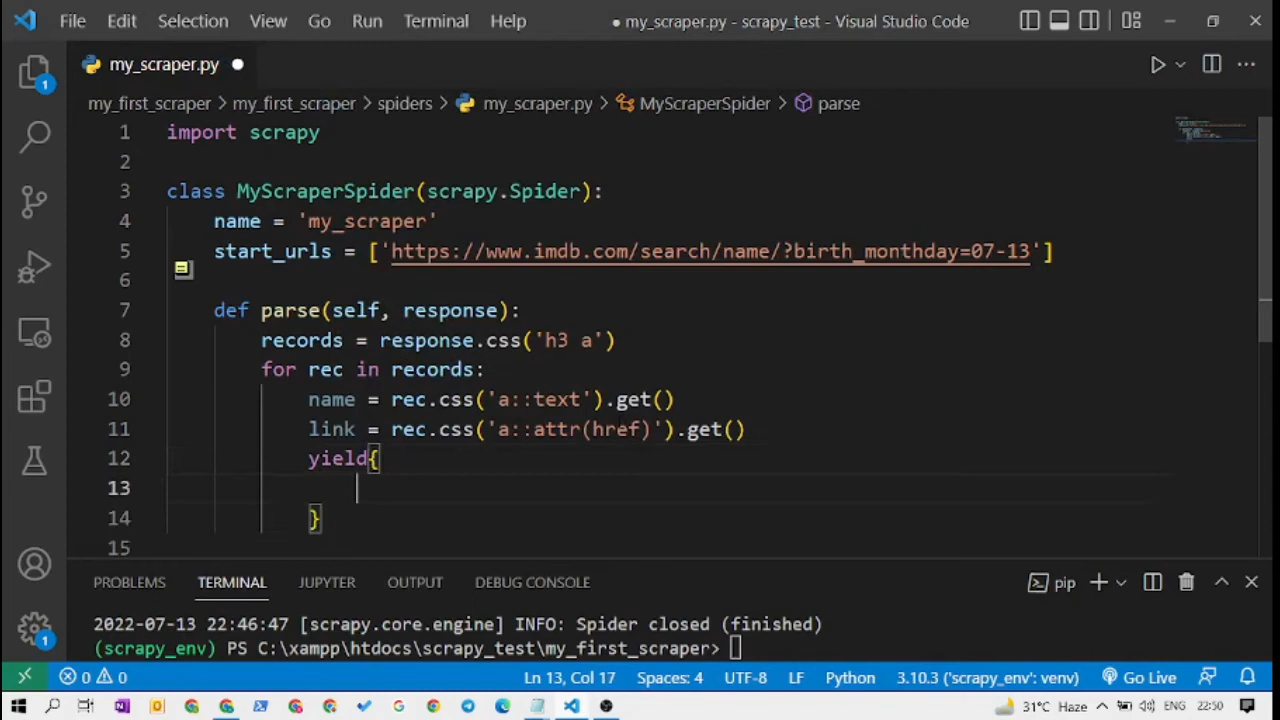 File Edit Selection View Go Run Terminal Help
● my_scraper.py - scrapy_test - Visual Studio Code
my_scraper.py ●
my_first_scraper > my_first_scraper > spiders > my_scraper.py > MyScraperSpider > parse
1 import scrapy
2
3 class MyScraperSpider(scrapy.Spider):
4 name = 'my_scraper'
5 start_urls = ['https://www.imdb.com/search/name/?birth_monthday=07-13']
6
7 def parse(self, response):
8 records = response.css('h3 a')
9 for rec in records:
10 name = rec.css('a::text').get()
11 link = rec.css('a::attr(href)').get()
12 yield{
13
14 }
15
1
PROBLEMS TERMINAL JUPYTER OUTPUT DEBUG CONSOLE pip
2022-07-13 22:46:47 [scrapy.core.engine] INFO: Spider closed (finished)
(scrapy_env) PS C:\xampp\htdocs\scrapy_test\my_first_scraper>
1
0 0 Ln 13, Col 17 Spaces: 4 UTF-8 LF Python 3.10.3 ('scrapy_env': venv) Go Live
31°C Haze ENG 22:50